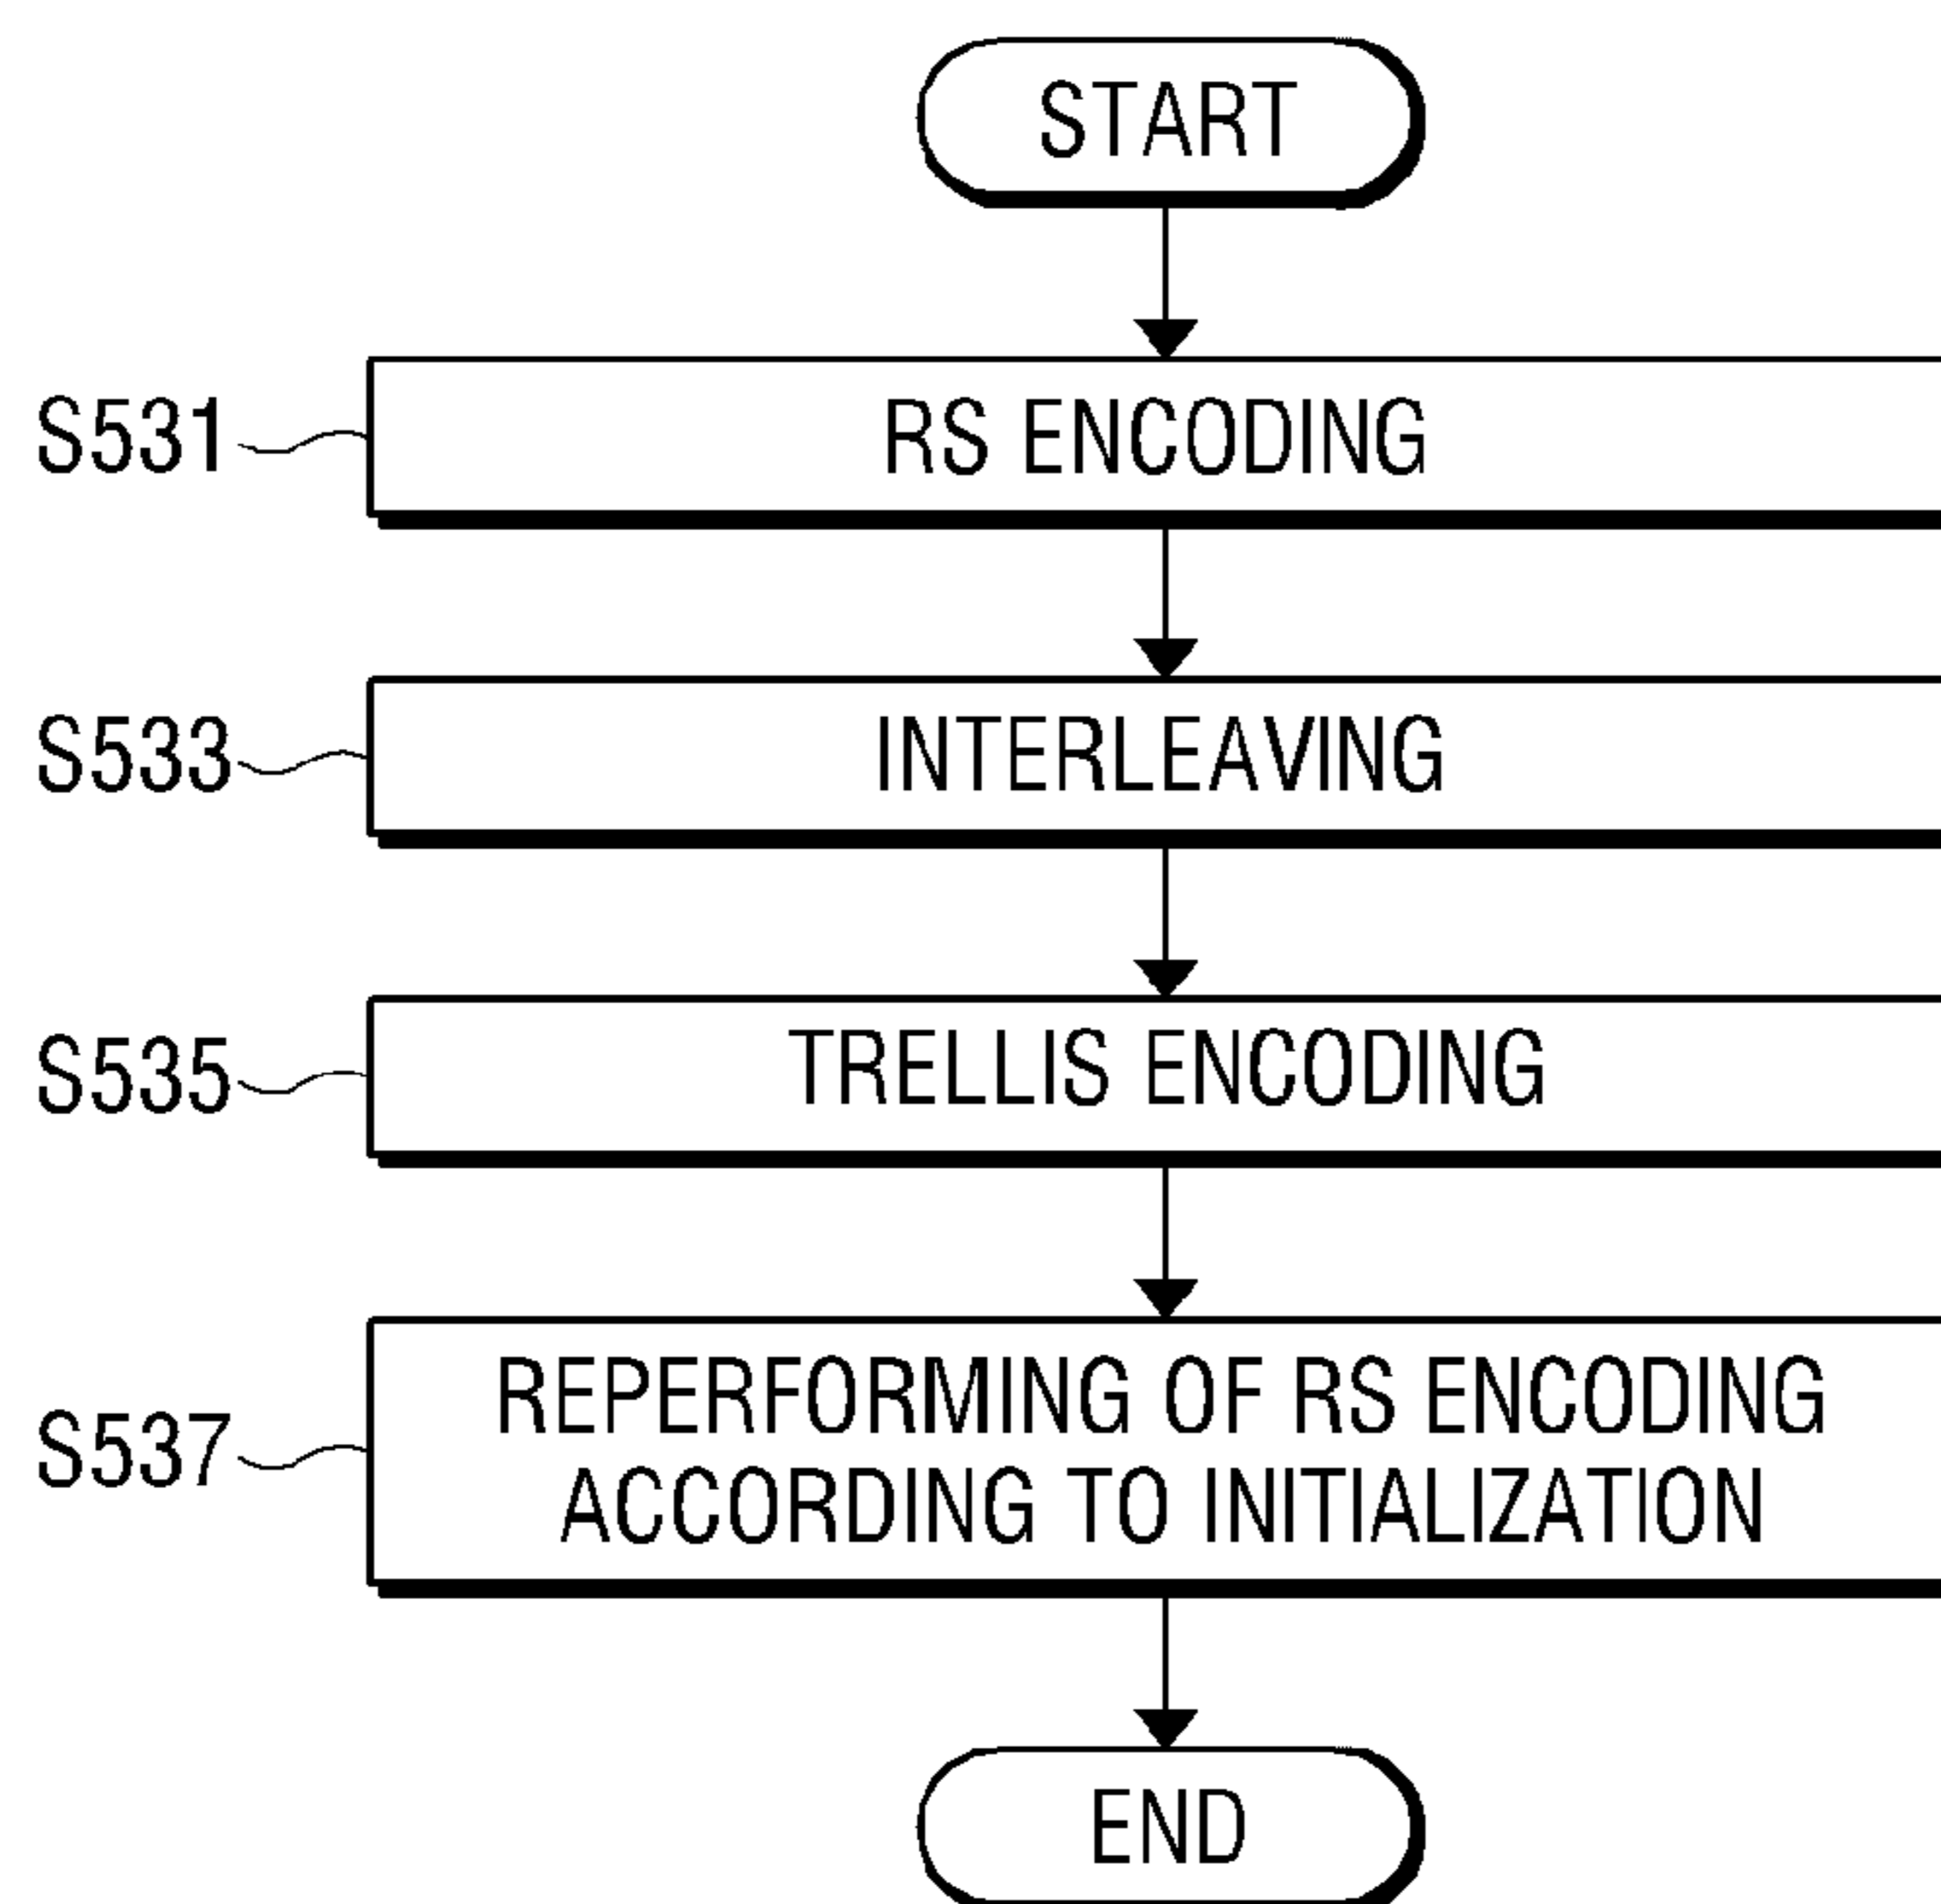 START
S531
RS ENCODING
S533
INTERLEAVING
S535
TRELLIS ENCODING
S537
REPERFORMING OF RS ENCODING
ACCORDING TO INITIALIZATION
END